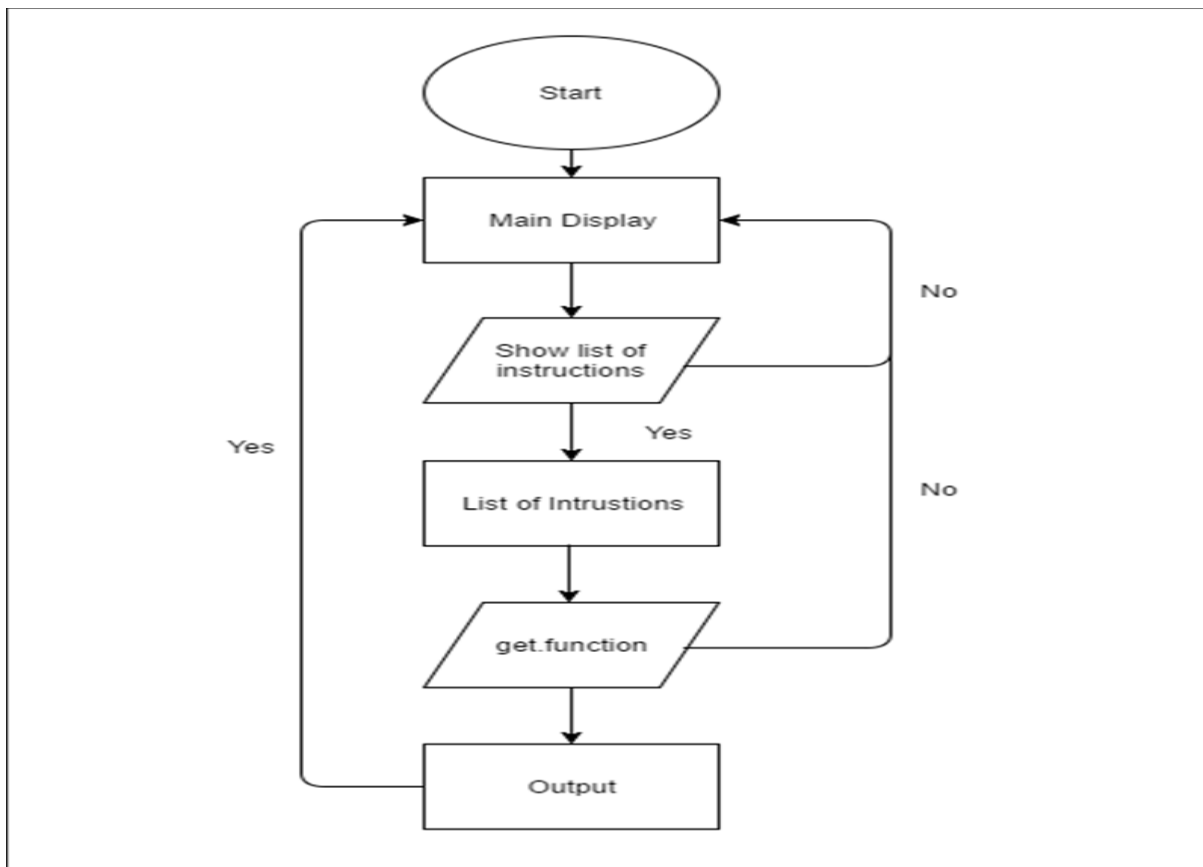 Start
Main Display
No
Show list of
instructions
Yes
Yes
List of Intrustions
No
get.function
Output